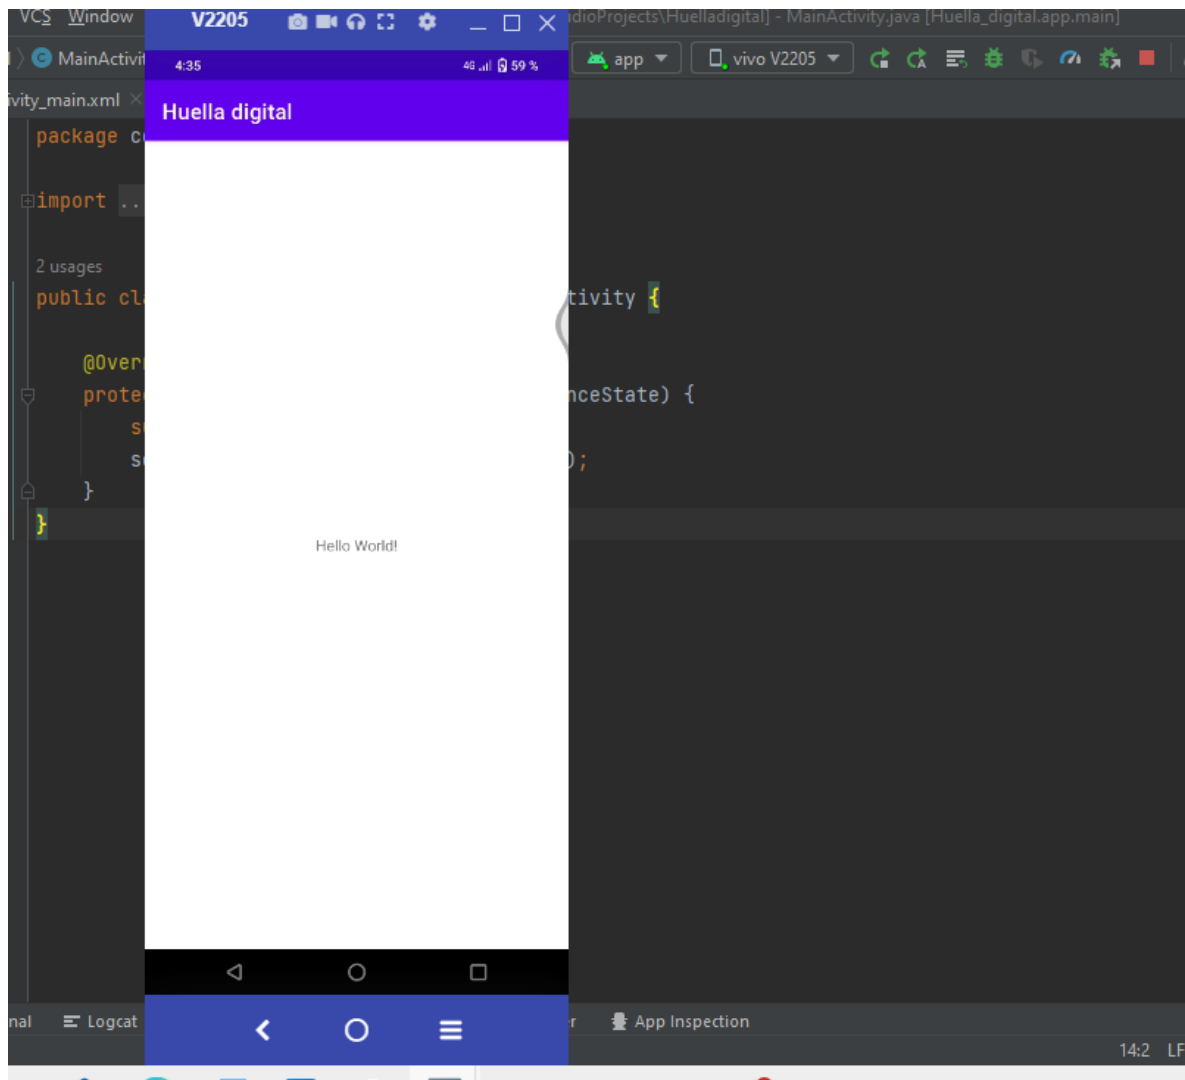 VCS Window
V2205
dioProjects\Huelladigital] - MainActivity.java [Huella_digital.app.main]
MainActivit
4:35
4G 59 %
app
vivo V2205
ivity_main.xml
Huella digital
package c
import ..
2 usages
public cl
tivity {
@Over
prote
nceState) {
s
s
);
}
}
Hello World!
nal
Logcat
r
App Inspection
14:2 LF